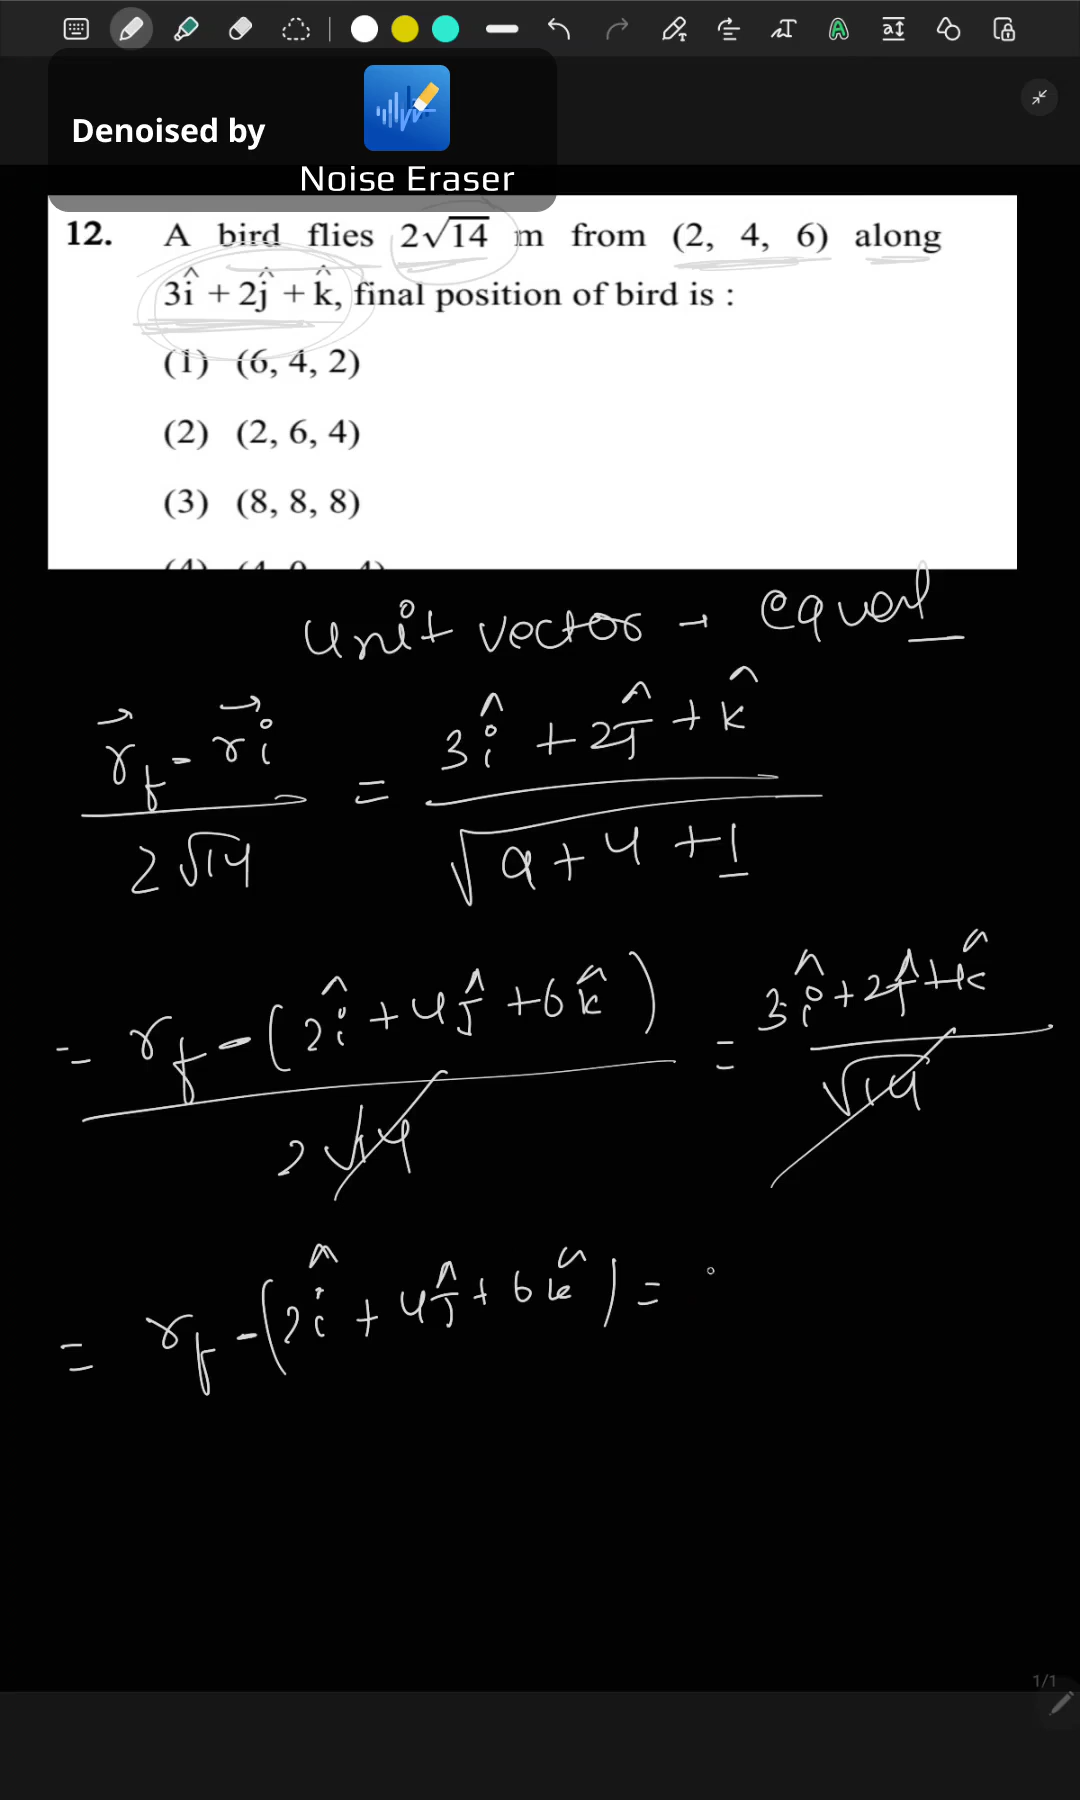 Denoised by
Noise Eraser
12. A bird flies 2√14 m from (2, 4, 6) along
3î + 2ĵ + k̂, final position of bird is :
(1) (6, 4, 2)
(2) (2, 6, 4)
(3) (8, 8, 8)
unit vector → equal
(r⃗f - r⃗i) / 2√14 = (3î + 2ĵ + k̂) / √(9+4+1)
= (rf - (2î + 4ĵ + 6k̂)) / 2√14 = (3î + 2ĵ + k̂) / √14
= rf - (2î + 4ĵ + 6k̂) =
1/1